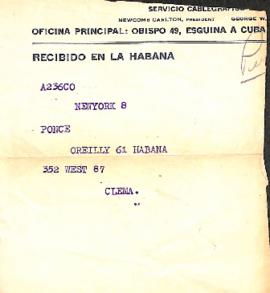 SERVICIO CABLEGRAFICO
NEWCOMB CARLTON, PRESIDENT GEORGE W.
OFICINA PRINCIPAL: OBISPO 49, ESQUINA A CUBA
RECIBIDO EN LA HABANA
A236CO
NEWYORK 8
PONCE
OREILLY 61 HABANA
352 WEST 87
CLEMA.